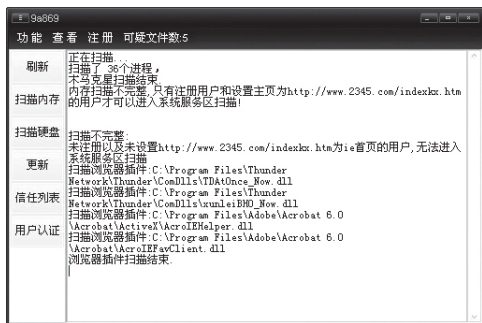 9a869
功能 查看 注册 可疑文件数:5
刷新
扫描内存
扫描硬盘
更新
信任列表
用户认证
正在扫描...
扫描了 36个进程，
木马克星扫描结束.
内存扫描不完整,只有注册用户和设置主页为http://www.2345.com/indexkx.htm
的用户才可以进入系统服务区扫描!
扫描不完整:
未注册以及未设置http://www.2345.com/indexkx.htm为ie首页的用户,无法进入
系统服务区扫描
扫描浏览器插件:C:\Program Files\Thunder
Network\Thunder\ComDlls\TDAtOnce_Now.dll
扫描浏览器插件:C:\Program Files\Thunder
Network\Thunder\ComDlls\xunleiBHO_Now.dll
扫描浏览器插件:C:\Program Files\Adobe\Acrobat 6.0
\Acrobat\ActiveX\AcroIEHelper.dll
扫描浏览器插件:C:\Program Files\Adobe\Acrobat 6.0
\Acrobat\AcroIEFavClient.dll
浏览器插件扫描结束.